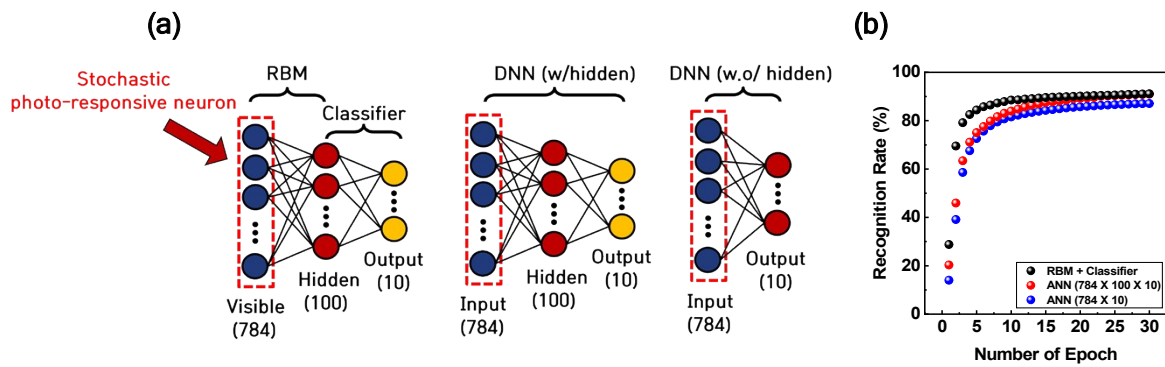 (a)
Stochastic
photo-responsive neuron
RBM
Classifier
Visible
(784)
Hidden
(100)
Output
(10)
DNN (w/hidden)
Input
(784)
Hidden
(100)
Output
(10)
DNN (w.o/ hidden)
Input
(784)
Output
(10)
(b)
Recognition Rate (%)
100
80
60
40
20
0
RBM + Classifier
ANN (784 X 100 X 10)
ANN (784 X 10)
0 5 10 15 20 25 30
Number of Epoch